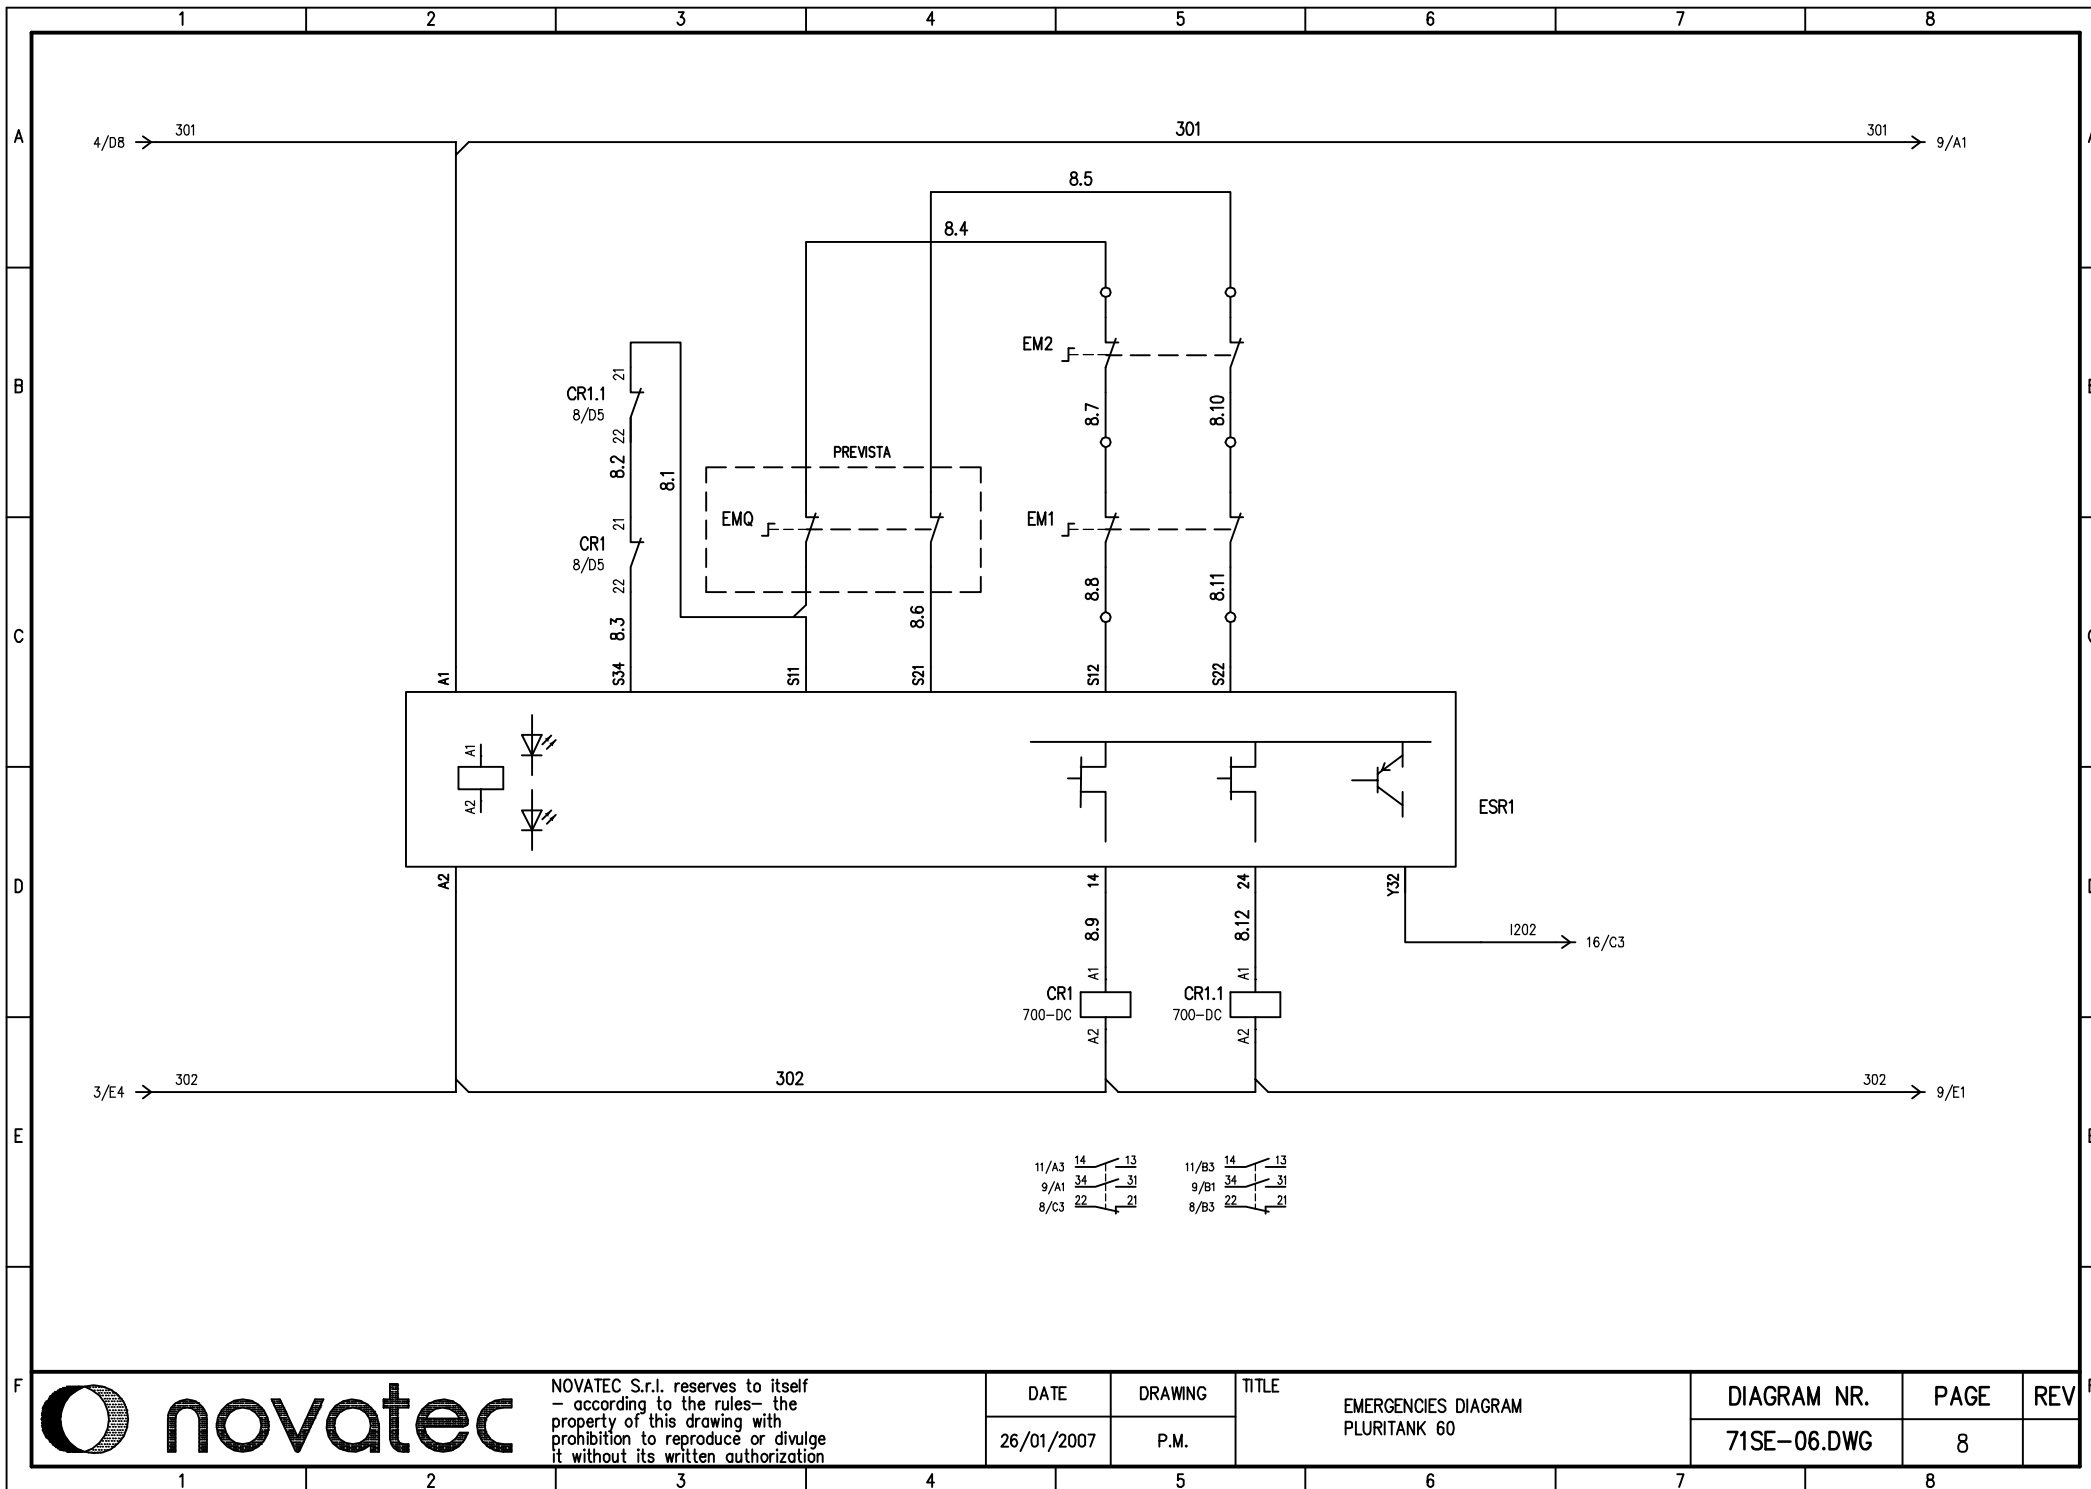 1 2 3 4 5 6 7 8
A
4/D8 301 301 301 9/A1
8.5
8.4
B
EM2
CR1.1
8/D5
21
22
8.2
8.1
8.7
8.10
PREVISTA
EMQ
EM1
21
CR1
8/D5
22
8.3
8.6
8.8
8.11
C
A1 S34 S11 S21 S12 S22
A1
A2
ESR1
D
A2 14 24 Y32
8.9
8.12
I202 16/C3
A1 A1
CR1
700-DC
CR1.1
700-DC
A2 A2
3/E4 302 302 302 9/E1
E
11/A3 14 13
9/A1 34 31
8/C3 22 21
11/B3 14 13
9/B1 34 31
8/B3 22 21
F
novatec
NOVATEC S.r.l. reserves to itself
- according to the rules- the
property of this drawing with
prohibition to reproduce or divulge
it without its written authorization
DATE
26/01/2007
DRAWING
P.M.
TITLE
EMERGENCIES DIAGRAM
PLURITANK 60
DIAGRAM NR.
71SE-06.DWG
PAGE
8
REV
1 2 3 4 5 6 7 8